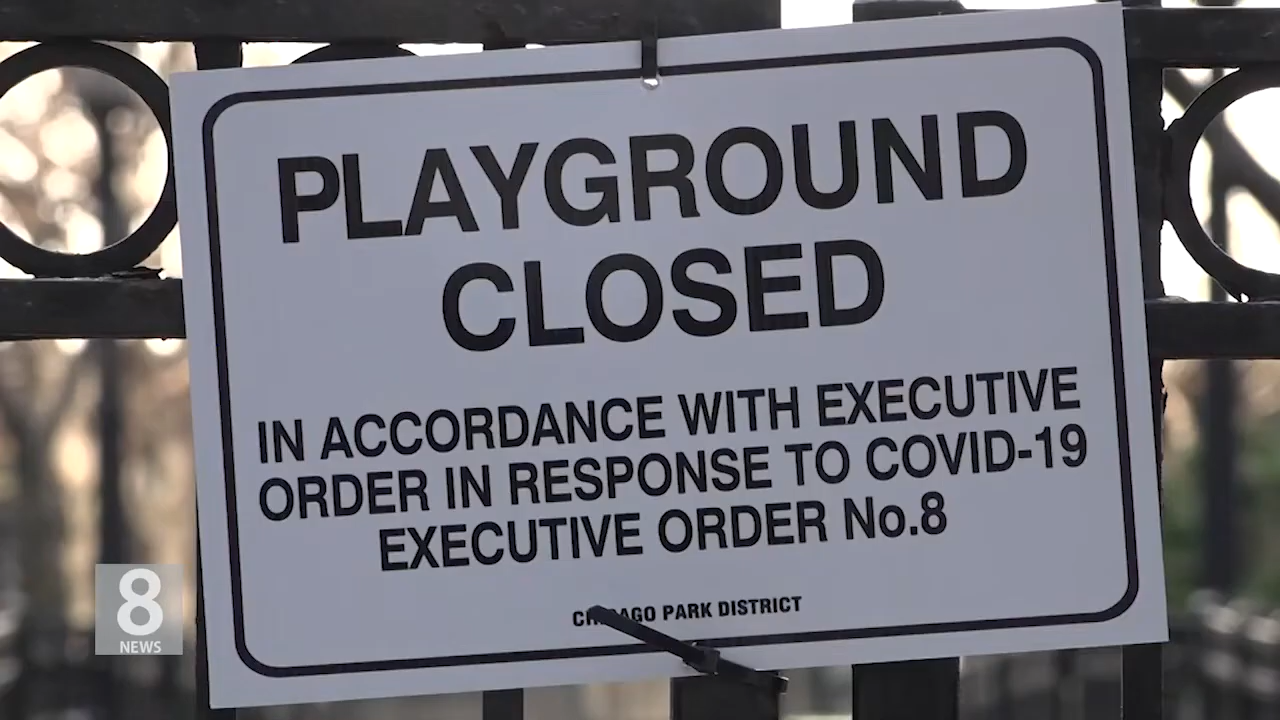 PLAYGROUND
CLOSED
IN ACCORDANCE WITH EXECUTIVE
ORDER IN RESPONSE TO COVID-19
EXECUTIVE ORDER No.8
CHICAGO PARK DISTRICT
8
NEWS